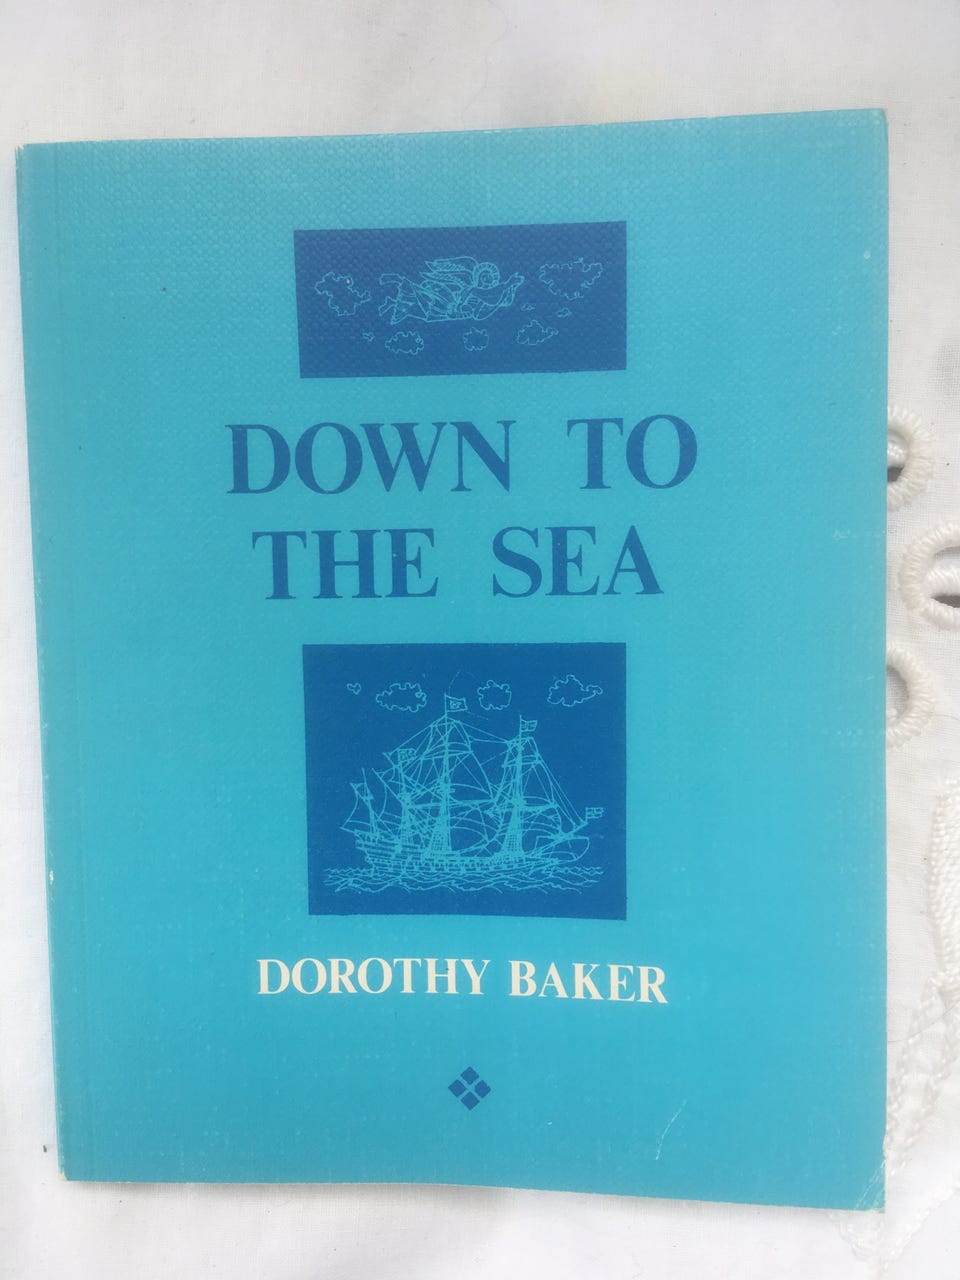 DOWN TO
THE SEA
DOROTHY BAKER